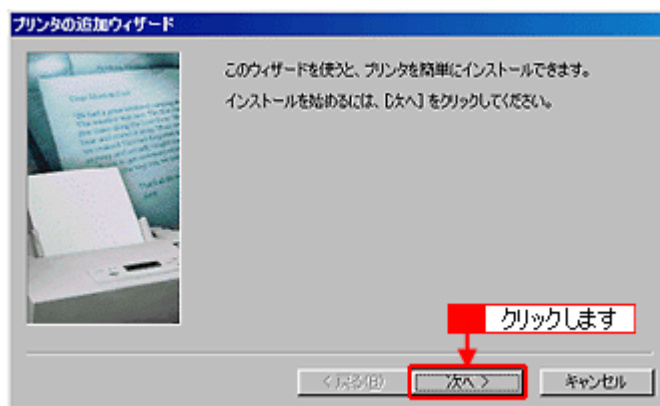 プリンタの追加ウィザード
このウィザードを使うと、プリンタを簡単にインストールできます。
インストールを始めるには、[次へ] をクリックしてください。
クリックします
< 戻る(B)
次へ >
キャンセル